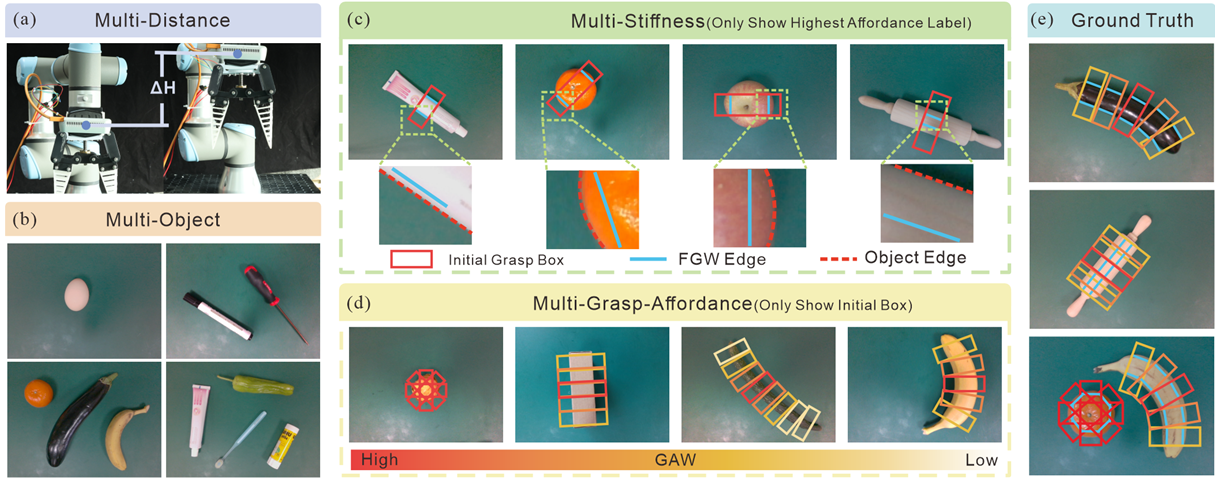 (a) Multi-Distance
ΔH
(b) Multi-Object
(c) Multi-Stiffness(Only Show Highest Affordance Label)
Initial Grasp Box
FGW Edge
Object Edge
(d) Multi-Grasp-Affordance(Only Show Initial Box)
High
GAW
Low
(e) Ground Truth